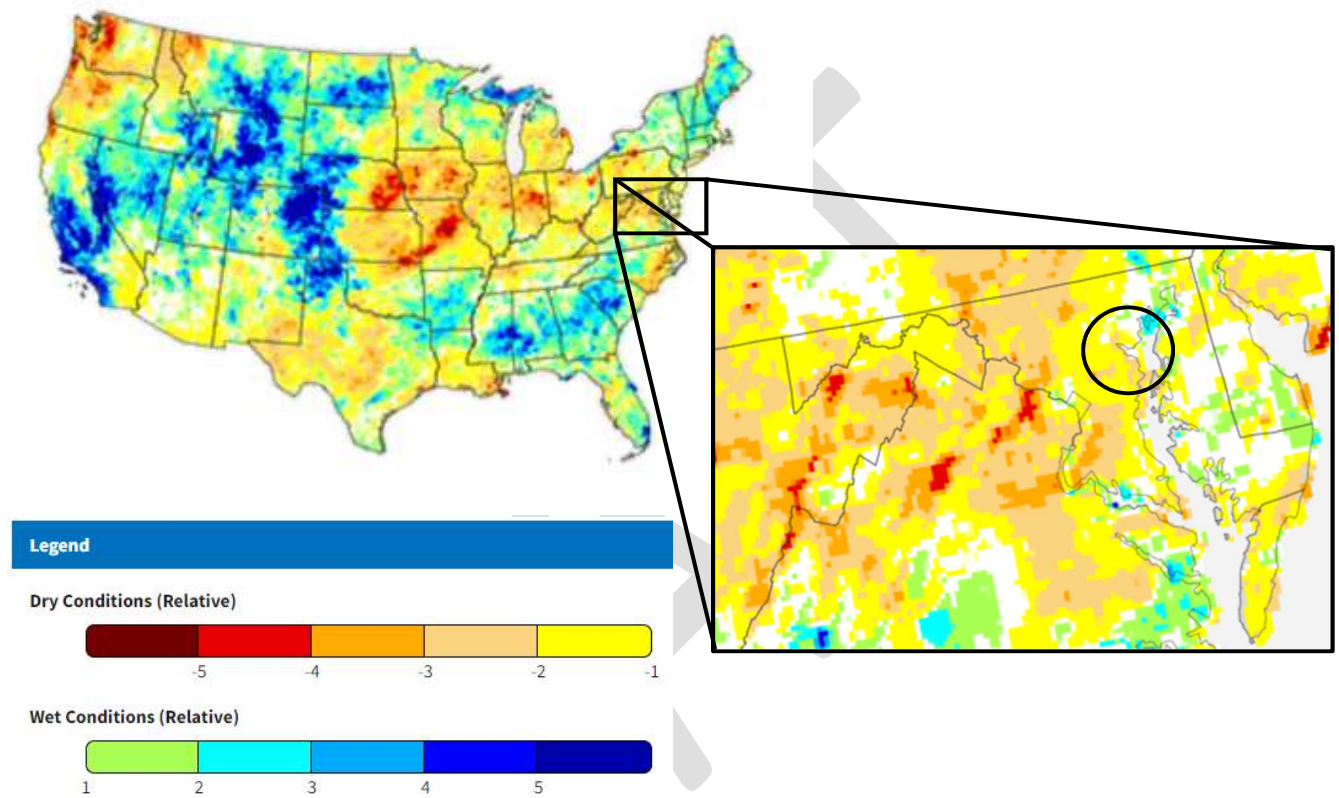 Legend
Dry Conditions (Relative)
-5 -4 -3 -2 -1
Wet Conditions (Relative)
1 2 3 4 5